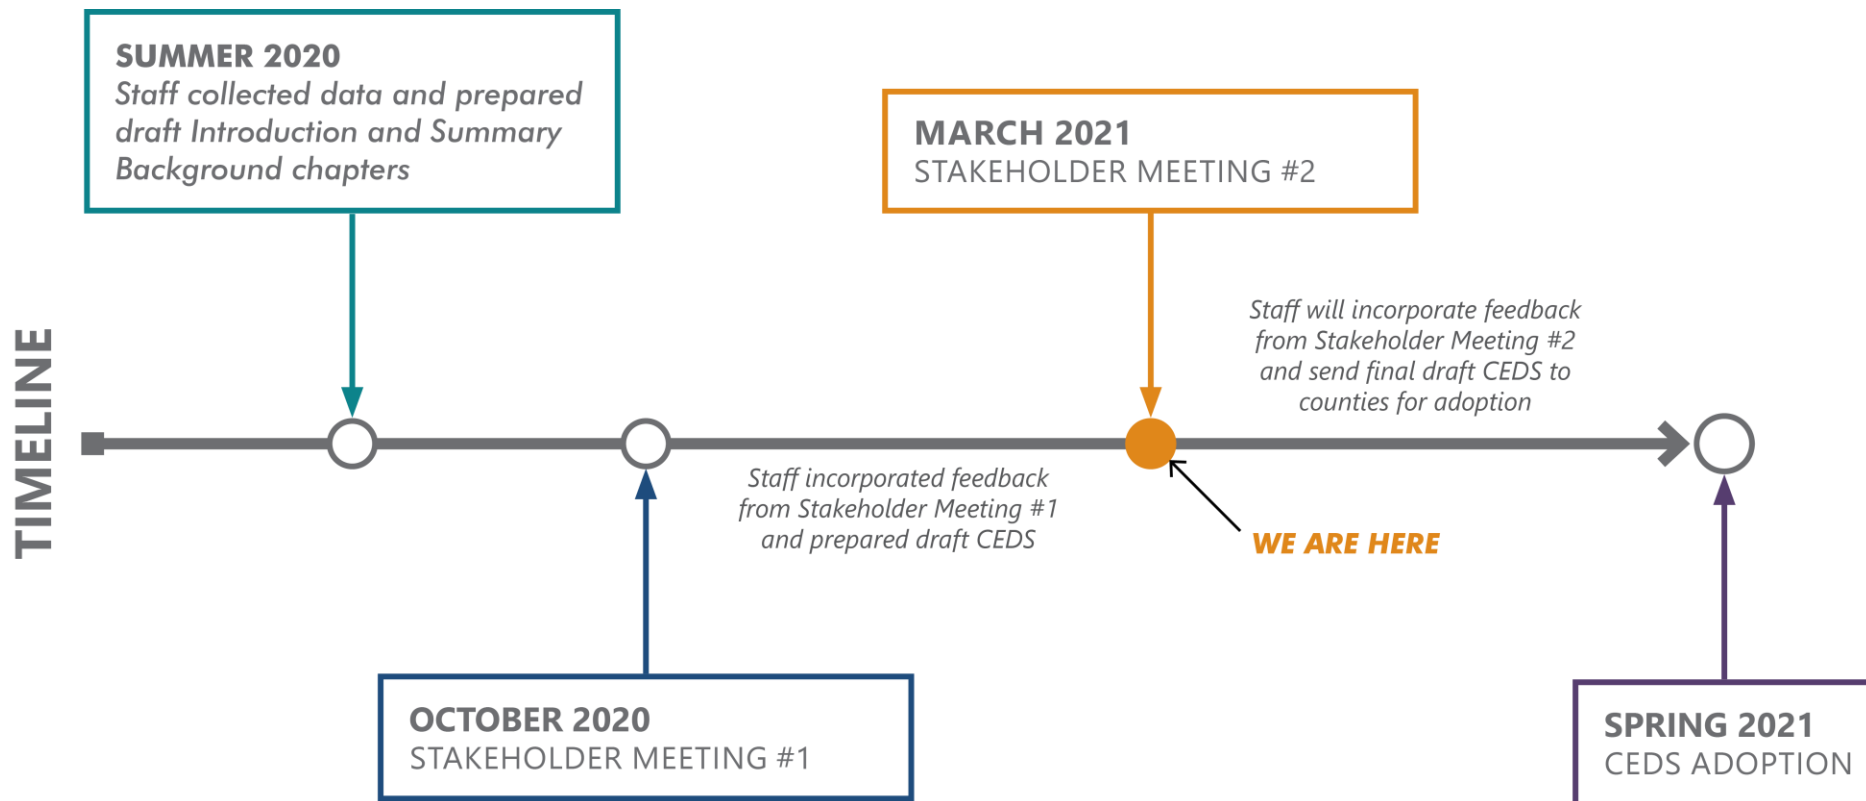 TIMELINE
SUMMER 2020
Staff collected data and prepared
draft Introduction and Summary
Background chapters
MARCH 2021
STAKEHOLDER MEETING #2
Staff will incorporate feedback
from Stakeholder Meeting #2
and send final draft CEDS to
counties for adoption
Staff incorporated feedback
from Stakeholder Meeting #1
and prepared draft CEDS
WE ARE HERE
OCTOBER 2020
STAKEHOLDER MEETING #1
SPRING 2021
CEDS ADOPTION